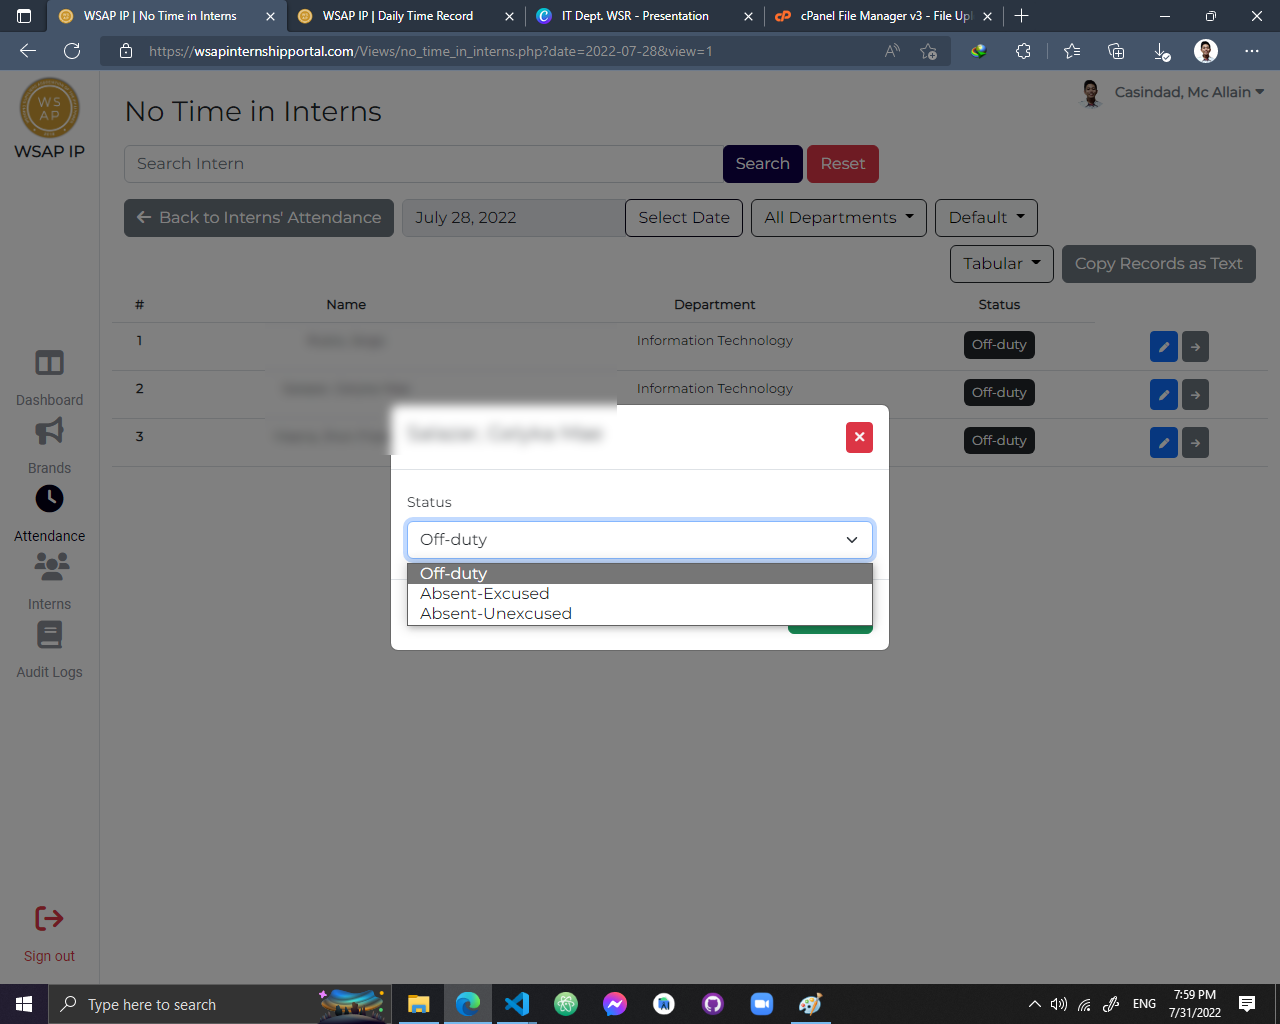 WSAP IP | No Time in Interns
WSAP IP | Daily Time Record
IT Dept. WSR - Presentation
cPanel File Manager v3 - File Upl
https://wsapinternshipportal.com/Views/no_time_in_interns.php?date=2022-07-28&view=1
WS
AP
WSAP IP
Casindad, Mc Allain
No Time in Interns
Search Intern
Search
Reset
Back to Interns' Attendance
July 28, 2022
Select Date
All Departments
Default
Tabular
Copy Records as Text
# Name Department Status
1 Information Technology Off-duty
2 Information Technology Off-duty
3 Off-duty
Status
Off-duty
Off-duty
Absent-Excused
Absent-Unexcused
Dashboard
Brands
Attendance
Interns
Audit Logs
Sign out
Type here to search
ENG
7:59 PM
7/31/2022